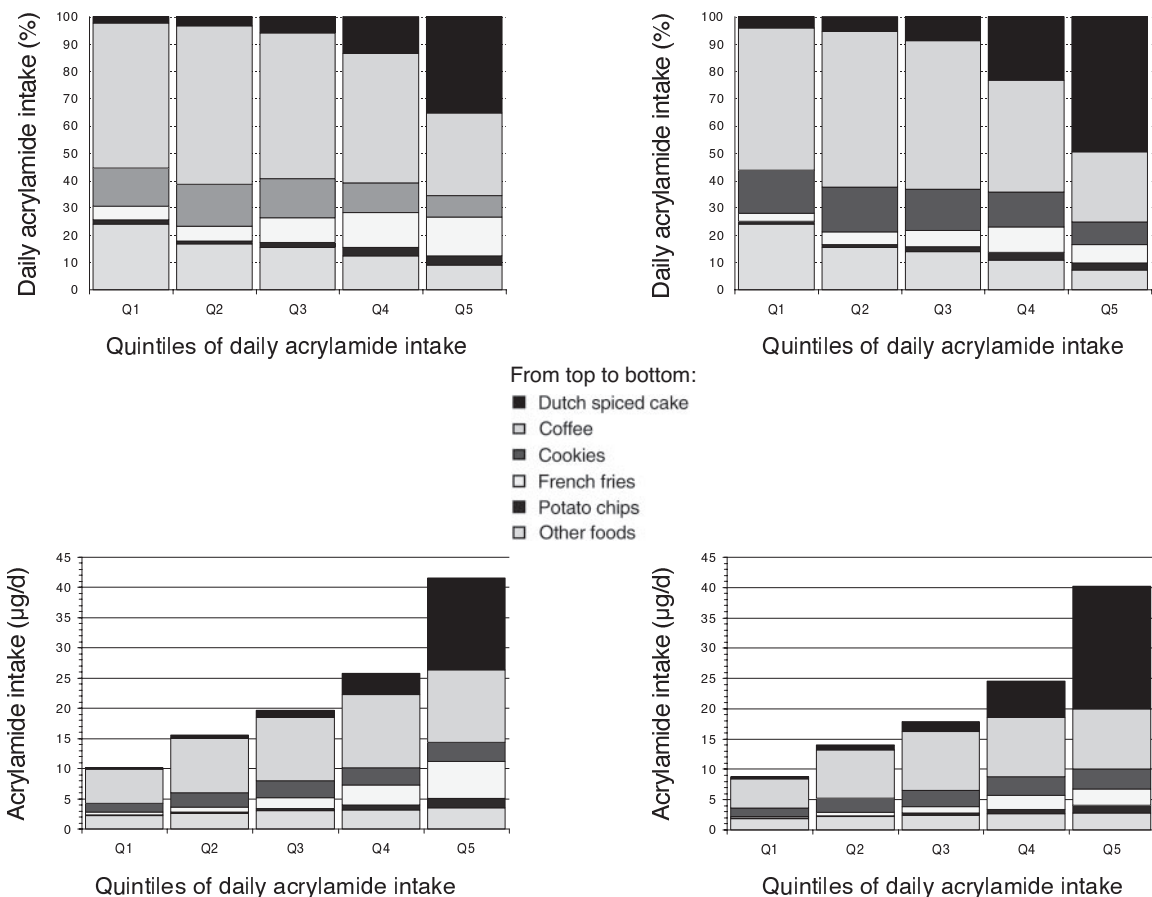 Daily acrylamide intake (%)
100
90
80
70
60
50
40
30
20
10
0
Q1 Q2 Q3 Q4 Q5
Quintiles of daily acrylamide intake
Daily acrylamide intake (%)
100
90
80
70
60
50
40
30
20
10
0
Q1 Q2 Q3 Q4 Q5
Quintiles of daily acrylamide intake
From top to bottom:
Dutch spiced cake
Coffee
Cookies
French fries
Potato chips
Other foods
Acrylamide intake (µg/d)
45
40
35
30
25
20
15
10
5
0
Q1 Q2 Q3 Q4 Q5
Quintiles of daily acrylamide intake
Acrylamide intake (µg/d)
45
40
35
30
25
20
15
10
5
0
Q1 Q2 Q3 Q4 Q5
Quintiles of daily acrylamide intake